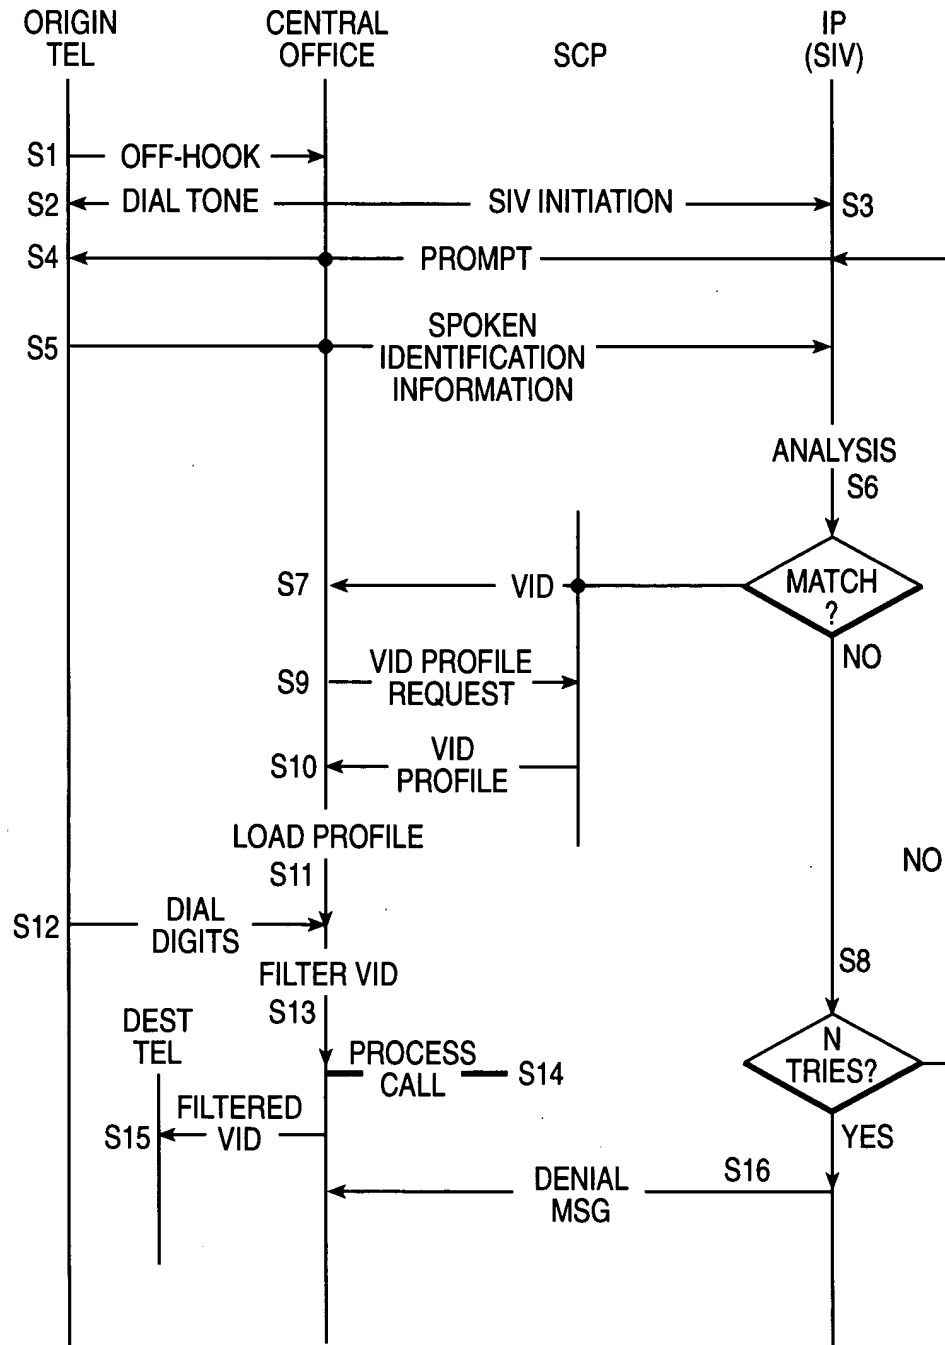 ORIGIN
TEL
CENTRAL
OFFICE
SCP
IP
(SIV)
S1
OFF-HOOK
S2
DIAL TONE
SIV INITIATION
S3
S4
PROMPT
S5
SPOKEN
IDENTIFICATION
INFORMATION
ANALYSIS
S6
S7
VID
MATCH
?
NO
S9
VID PROFILE
REQUEST
S10
VID
PROFILE
LOAD PROFILE
S11
NO
S12
DIAL
DIGITS
FILTER VID
S13
S8
DEST
TEL
PROCESS
CALL
S14
N
TRIES?
S15
FILTERED
VID
YES
DENIAL
MSG
S16